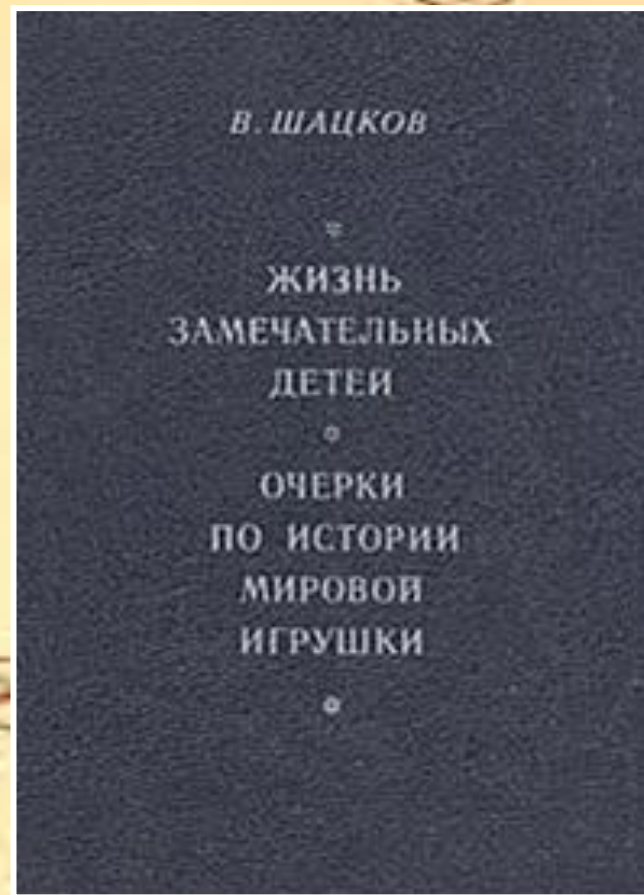 В. ШАЦКОВ
ЖИЗНЬ
ЗАМЕЧАТЕЛЬНЫХ
ДЕТЕЙ
ОЧЕРКИ
ПО ИСТОРИИ
МИРОВОЙ
ИГРУШКИ